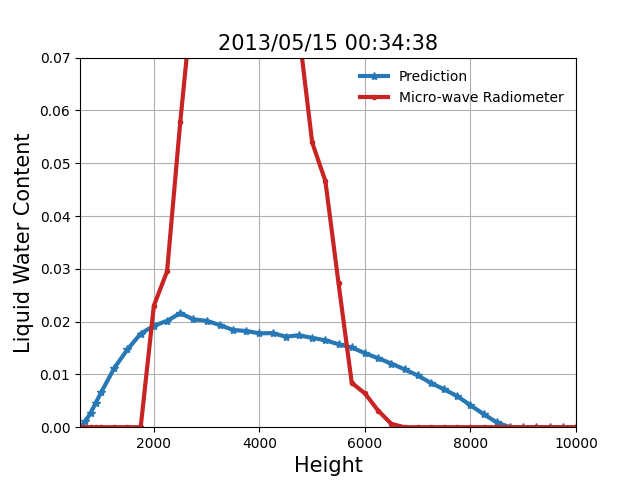 2013/05/15 00:34:38
Prediction
Micro-wave Radiometer
Liquid Water Content
0.07
0.06
0.05
0.04
0.03
0.02
0.01
0.00
2000 4000 6000 8000 10000
Height